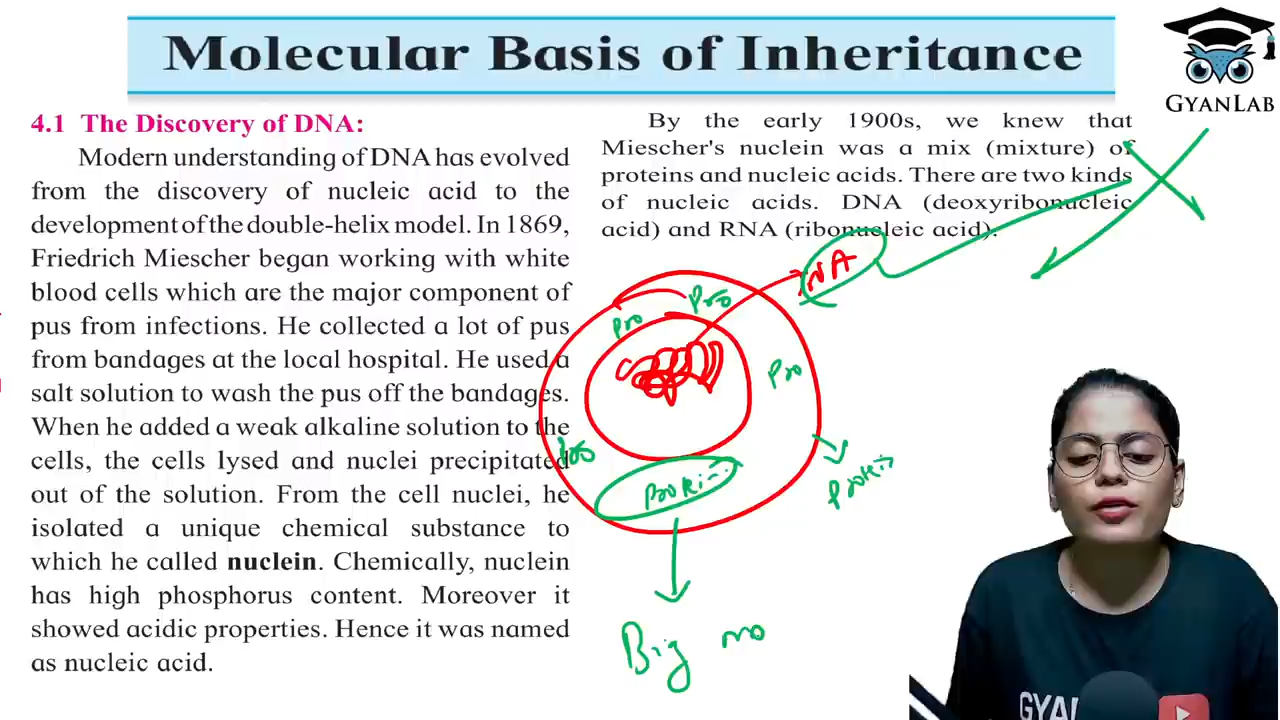 Molecular Basis of Inheritance
GYANLAB
4.1 The Discovery of DNA:
Modern understanding of DNA has evolved
from the discovery of nucleic acid to the
development of the double-helix model. In 1869,
Friedrich Miescher began working with white
blood cells which are the major component of
pus from infections. He collected a lot of pus
from bandages at the local hospital. He used a
salt solution to wash the pus off the bandages.
When he added a weak alkaline solution to the
cells, the cells lysed and nuclei precipitated
out of the solution. From the cell nuclei, he
isolated a unique chemical substance to
which he called nuclein. Chemically, nuclein
has high phosphorus content. Moreover it
showed acidic properties. Hence it was named
as nucleic acid.
By the early 1900s, we knew that
Miescher's nuclein was a mix (mixture) of
proteins and nucleic acids. There are two kinds
of nucleic acids. DNA (deoxyribonucleic
acid) and RNA (ribonucleic acid).
NA
Pro
Pro
Pro
Protein
Protein
Big mo
GYA